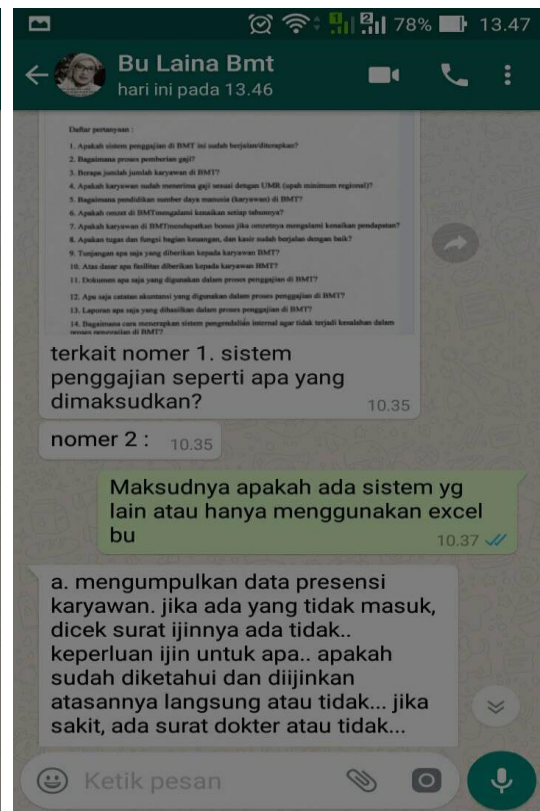 78% 13.47
Bu Laina Bmt
hari ini pada 13.46
Daftar pertanyaan :
1. Apakah sistem penggajian di BMT ini sudah berjalan/diterapkan?
2. Bagaimana proses pemberian gaji?
3. Berapa jumlah jumlah karyawan di BMT?
4. Apakah karyawan sudah menerima gaji sesuai dengan UMR (upah minimum regional)?
5. Bagaimana pendidikan sumber daya manusia (karyawan) di BMT?
6. Apakah omzet di BMTmengalami kenaikan setiap tahunnya?
7. Apakah karyawan di BMTmendapatkan bonus jika omzetnya mengalami kenaikan pendapatan?
8. Apakan tugas dan fungsi bagian keuangan, dan kasir sudah berjalan dengan baik?
9. Tunjangan apa saja yang diberikan kepada karyawan BMT?
10. Atas dasar apa fasilitas diberikan kepada karyawan BMT?
11. Dokumen apa saja yang digunakan dalam proses penggajian di BMT?
12. Apa saja catatan akuntansi yang digunakan dalam proses penggajian di BMT?
13. Laporan apa saja yang dihasilkan dalam proses penggajian di BMT?
14. Bagaimana cara menerapkan sistem pengendalian internal agar tidak terjadi kesalahan dalam
proses penggajian di BMT?
terkait nomer 1. sistem
penggajian seperti apa yang
dimaksudkan?
10.35
nomer 2 : 10.35
Maksudnya apakah ada sistem yg
lain atau hanya menggunakan excel
bu
10.37
a. mengumpulkan data presensi
karyawan. jika ada yang tidak masuk,
dicek surat ijinnya ada tidak..
keperluan ijin untuk apa.. apakah
sudah diketahui dan diijinkan
atasannya langsung atau tidak... jika
sakit, ada surat dokter atau tidak...
Ketik pesan